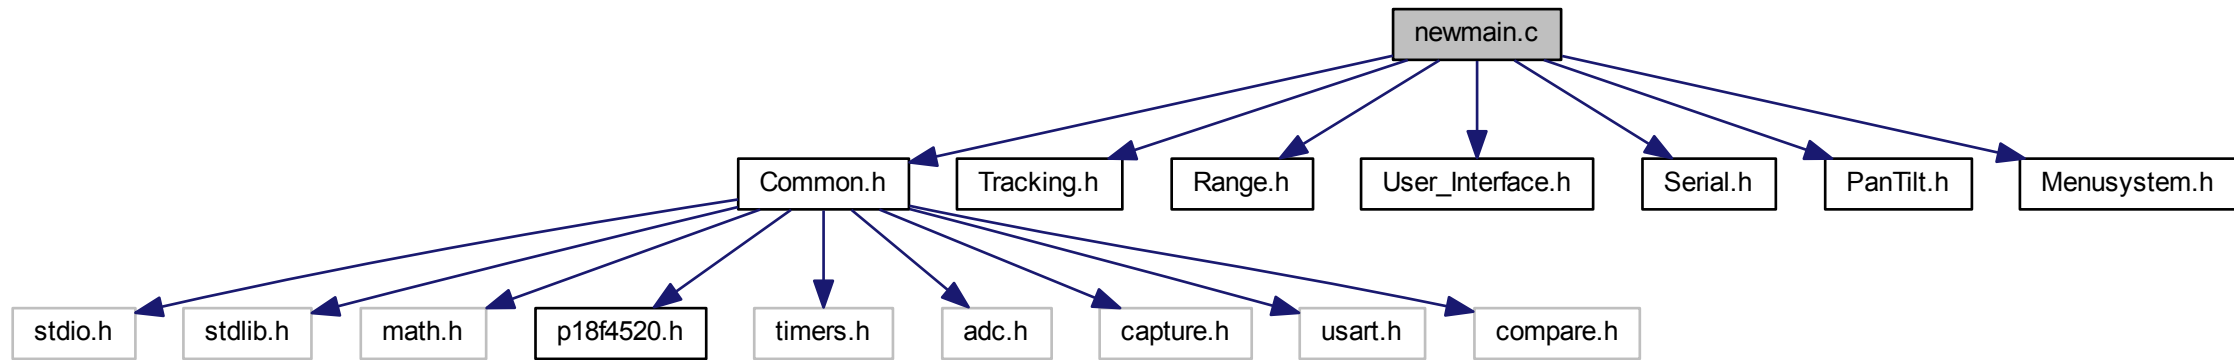 newmain.c
Common.h
Tracking.h
Range.h
User_Interface.h
Serial.h
PanTilt.h
Menusystem.h
stdio.h
stdlib.h
math.h
p18f4520.h
timers.h
adc.h
capture.h
usart.h
compare.h